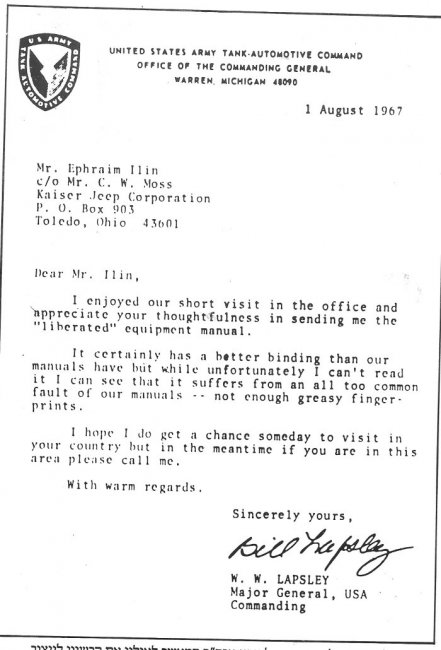 U S ARMY
TANK AUTOMOTIVE COMMAND
UNITED STATES ARMY TANK-AUTOMOTIVE COMMAND
OFFICE OF THE COMMANDING GENERAL
WARREN, MICHIGAN 48090
1 August 1967
Mr. Ephraim Ilin
c/o Mr. C. W. Moss
Kaiser Jeep Corporation
P. O. Box 903
Toledo, Ohio 43601
Dear Mr. Ilin,
I enjoyed our short visit in the office and
appreciate your thoughtfulness in sending me the
"liberated" equipment manual.
It certainly has a better binding than our
manuals have but while unfortunately I can't read
it I can see that it suffers from an all too common
fault of our manuals -- not enough greasy finger-
prints.
I hope I do get a chance someday to visit in
your country but in the meantime if you are in this
area please call me.
With warm regards.
Sincerely yours,
Bill Lapsley
W. W. LAPSLEY
Major General, USA
Commanding